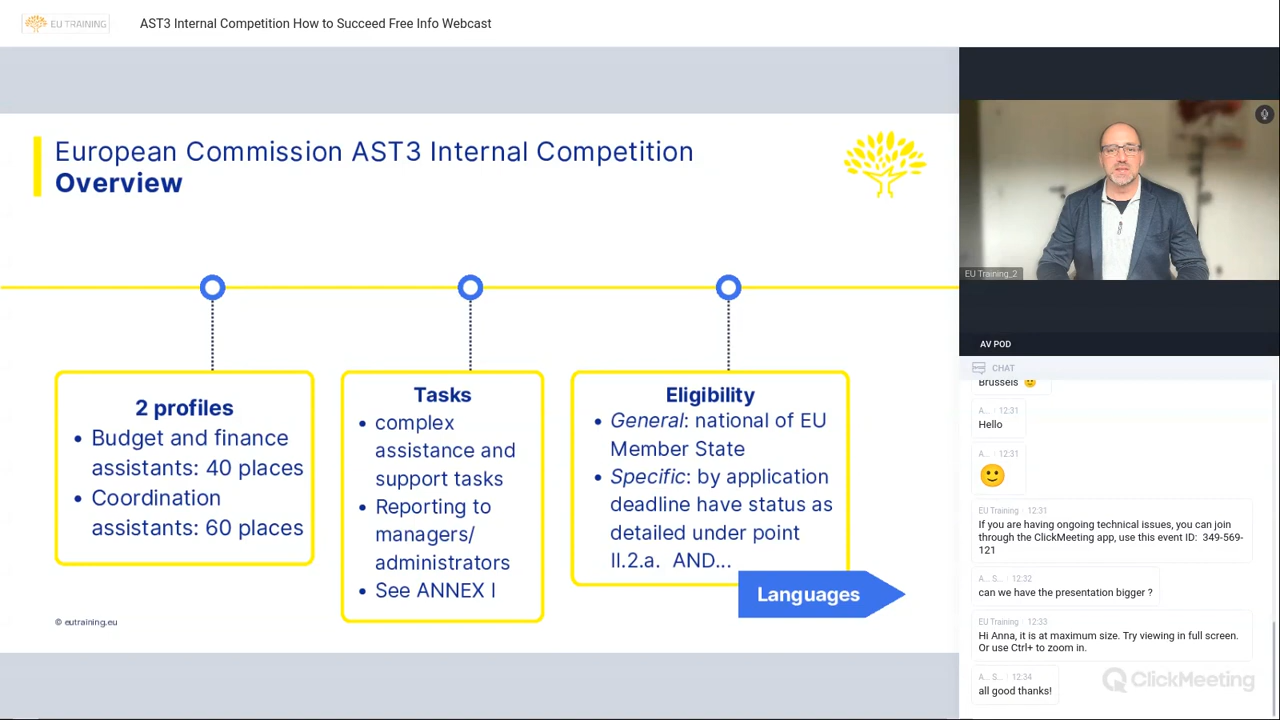 EU TRAINING
AST3 Internal Competition How to Succeed Free Info Webcast
European Commission AST3 Internal Competition
Overview
2 profiles
• Budget and finance
assistants: 40 places
• Coordination
assistants: 60 places
Tasks
• complex
assistance and
support tasks
• Reporting to
managers/
administrators
• See ANNEX I
Eligibility
• General: national of EU
Member State
• Specific: by application
deadline have status as
detailed under point
II.2.a. AND...
Languages
© eutraining.eu
EU Training_2
AV POD
CHAT
Brussels 🙂
A... 12:31
Hello
A... 12:31
🙂
EU Training 12:31
If you are having ongoing technical issues, you can join
through the ClickMeeting app, use this event ID: 349-569-
121
A... S... 12:32
can we have the presentation bigger ?
EU Training 12:33
Hi Anna, it is at maximum size. Try viewing in full screen.
Or use Ctrl+ to zoom in.
A... S... 12:34
all good thanks!
ClickMeeting